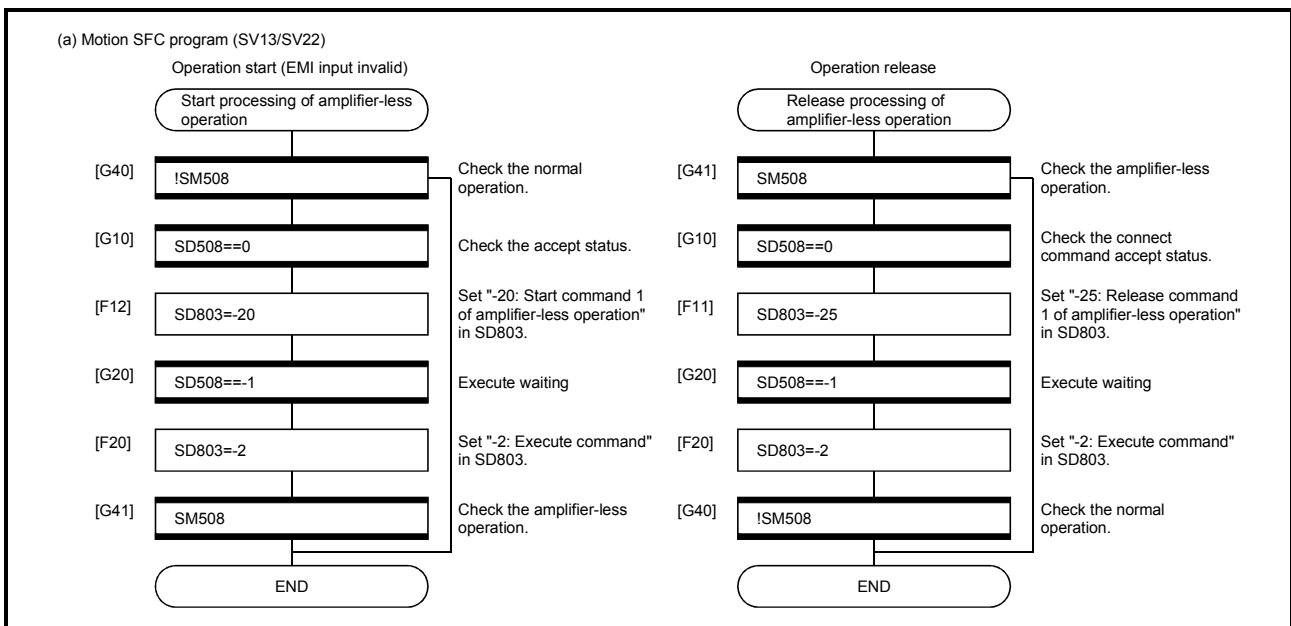 (a) Motion SFC program (SV13/SV22)
Operation start (EMI input invalid)
Start processing of amplifier-less
operation
[G40]
!SM508
Check the normal
operation.
[G10]
SD508==0
Check the accept status.
[F12]
SD803=-20
Set "-20: Start command 1
of amplifier-less operation"
in SD803.
[G20]
SD508==-1
Execute waiting
[F20]
SD803=-2
Set "-2: Execute command"
in SD803.
[G41]
SM508
Check the amplifier-less
operation.
END
Operation release
Release processing of
amplifier-less operation
[G41]
SM508
Check the amplifier-less
operation.
[G10]
SD508==0
Check the connect
command accept status.
[F11]
SD803=-25
Set "-25: Release command
1 of amplifier-less operation"
in SD803.
[G20]
SD508==-1
Execute waiting
[F20]
SD803=-2
Set "-2: Execute command"
in SD803.
[G40]
!SM508
Check the normal
operation.
END